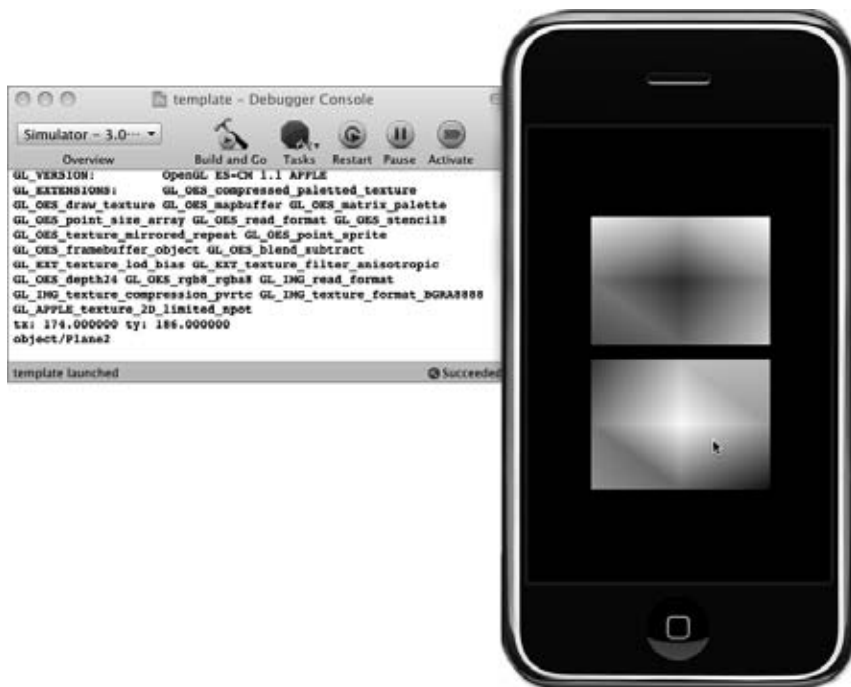 template – Debugger Console
Simulator – 3.0...
Overview
Build and Go
Tasks
Restart
Pause
Activate
GL_VERSION: OpenGL ES-CM 1.1 APPLE
GL_EXTENSIONS: GL_OES_compressed_paletted_texture
GL_OES_draw_texture GL_OES_mapbuffer GL_OES_matrix_palette
GL_OES_point_size_array GL_OES_read_format GL_OES_stencil8
GL_OES_texture_mirrored_repeat GL_OES_point_sprite
GL_OES_framebuffer_object GL_OES_blend_subtract
GL_EXT_texture_lod_bias GL_EXT_texture_filter_anisotropic
GL_OES_depth24 GL_OES_rgb8_rgba8 GL_IMG_read_format
GL_IMG_texture_compression_pvrtc GL_IMG_texture_format_BGRA8888
GL_APPLE_texture_2D_limited_npot
tx: 174.000000 ty: 186.000000
object/Plane2
template launched
Succeeded